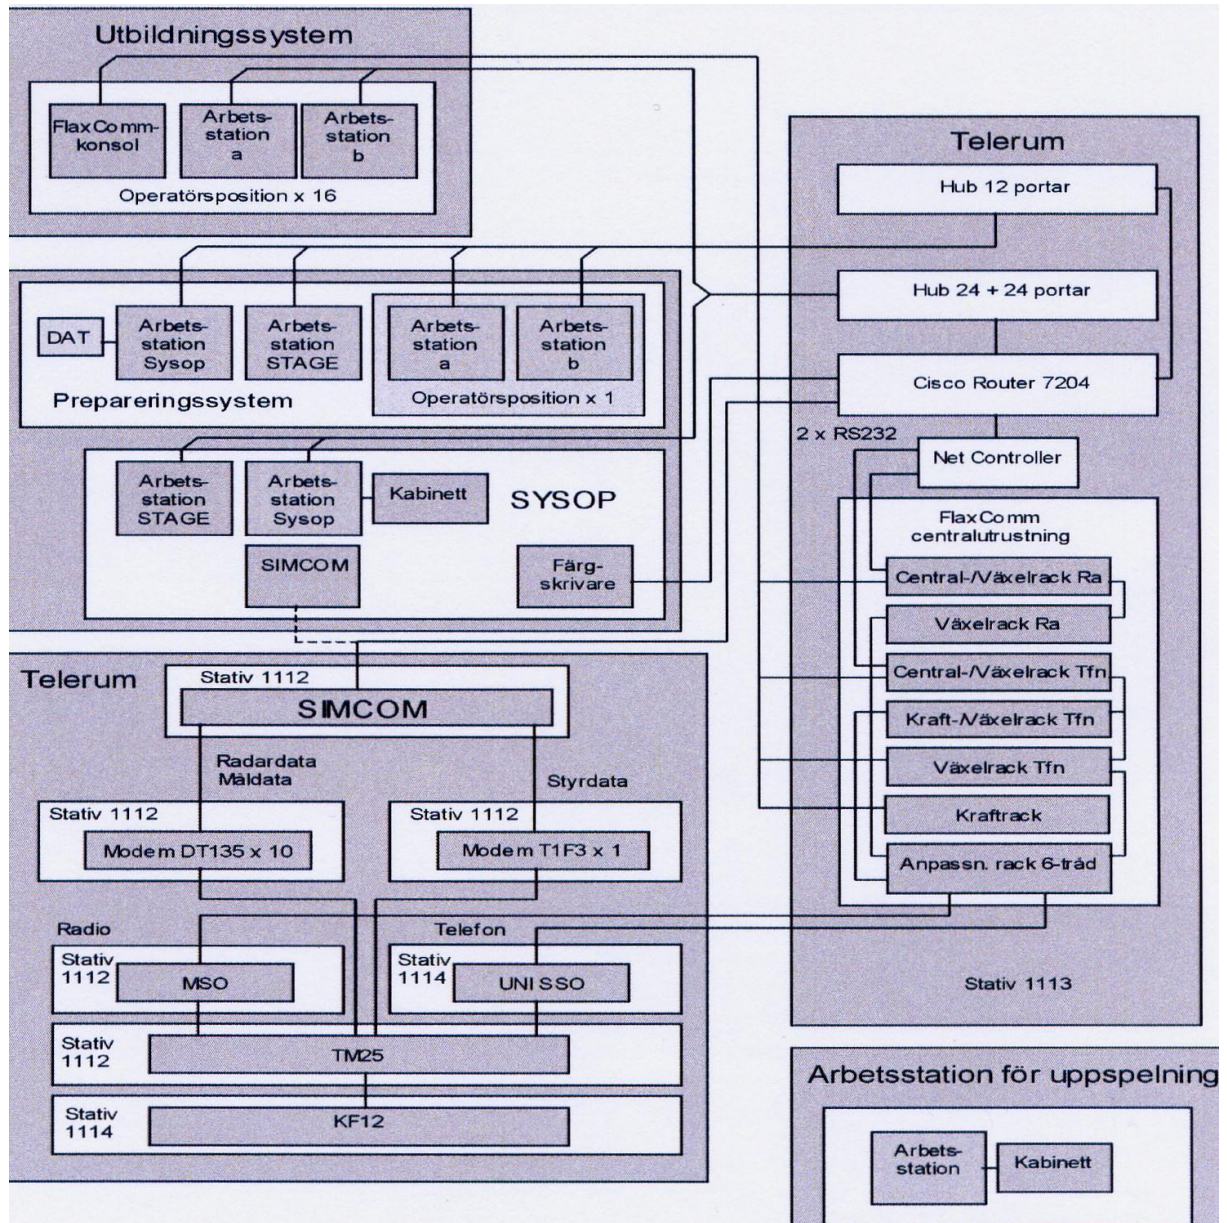 Utbildningssystem
FlaxComm-
konsol
Arbets-
station
a
Arbets-
station
b
Operatörsposition x 16
DAT
Arbets-
station
Sysop
Arbets-
station
STAGE
Arbets-
station
a
Arbets-
station
b
Operatörsposition x 1
Prepareringssystem
Arbets-
station
STAGE
Arbets-
station
Sysop
Kabinett
SYSOP
SIMCOM
Färg-
skrivare
Telerum
Stativ 1112
SIMCOM
Radardata
Måldata
Styrdata
Stativ 1112
Modem DT135 x 10
Stativ 1112
Modem T1F3 x 1
Radio
Stativ
1112
MSO
Telefon
Stativ
1114
UNISSO
Stativ
1112
TM25
Stativ
1114
KF12
Telerum
Hub 12 portar
Hub 24 + 24 portar
Cisco Router 7204
2 x RS232
Net Controller
FlaxComm
centralutrustning
Central-/Växelrack Ra
Växelrack Ra
Central-/Växelrack Tfn
Kraft-/Växelrack Tfn
Växelrack Tfn
Kraftrack
Anpassn. rack 6-tråd
Stativ 1113
Arbetsstation för uppspelning
Arbets-
station
Kabinett